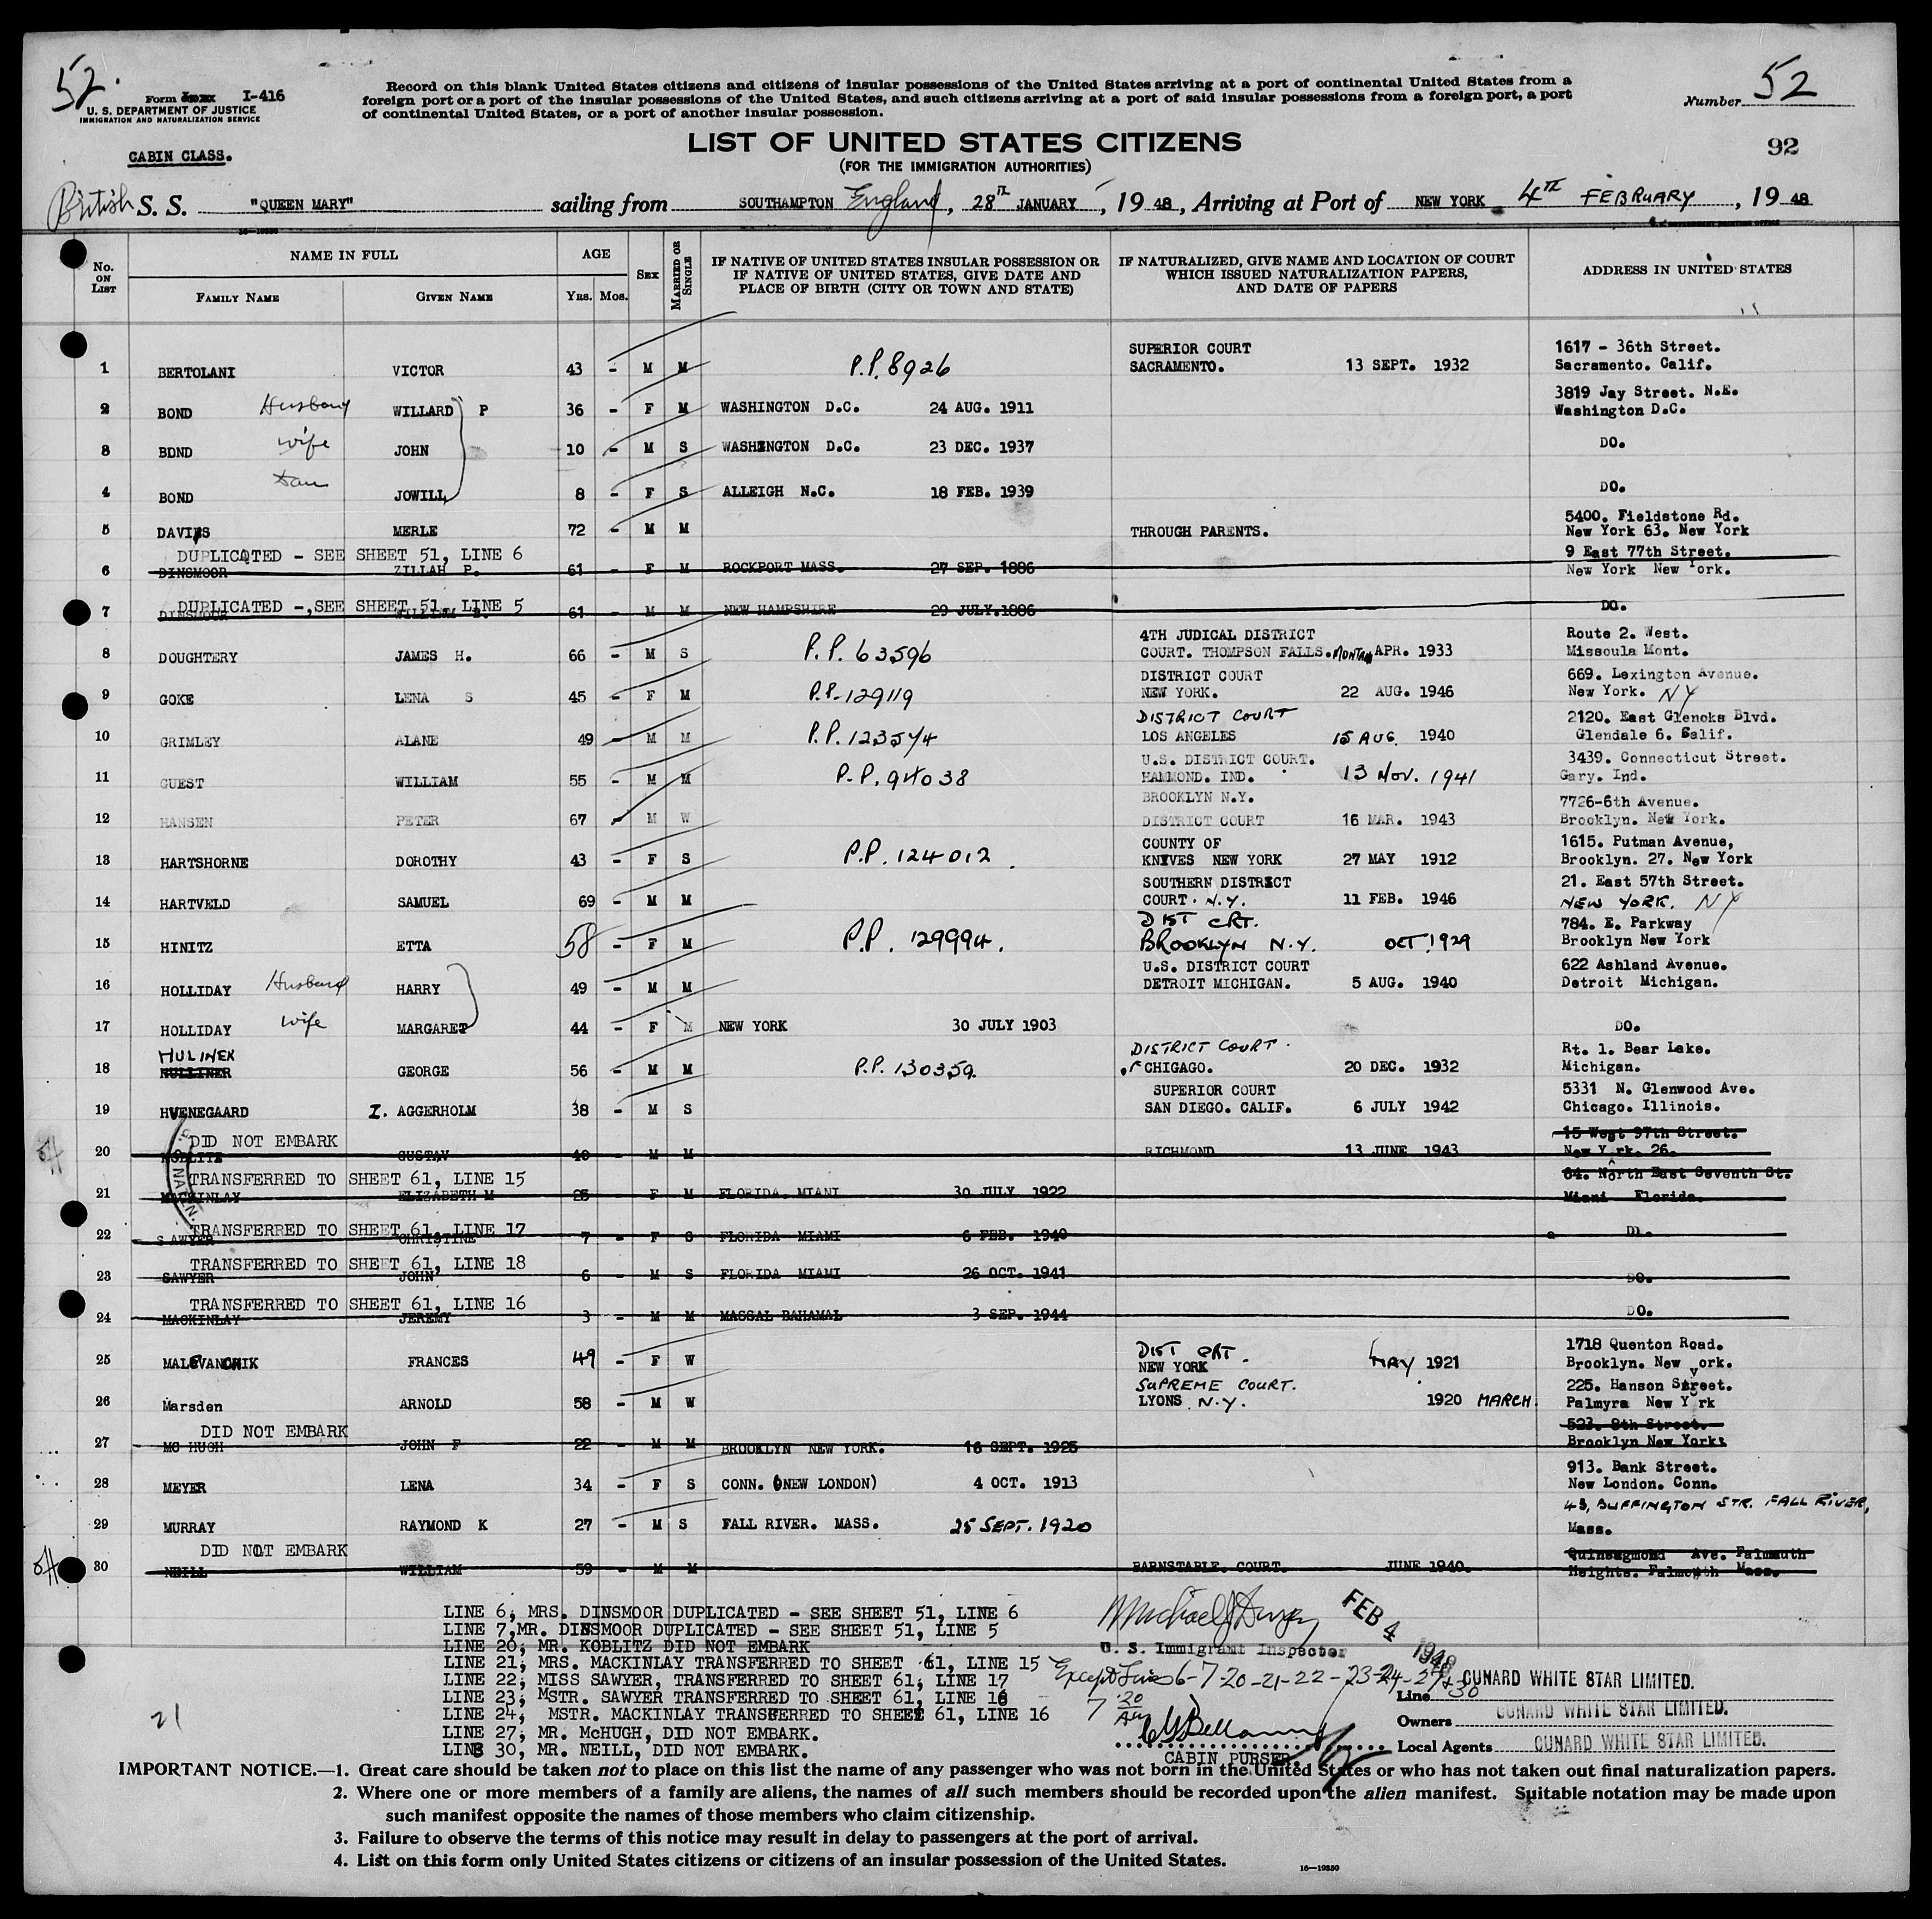 52.
Form I-416
U. S. DEPARTMENT OF JUSTICE
IMMIGRATION AND NATURALIZATION SERVICE
CABIN CLASS.
Record on this blank United States citizens and citizens of insular possessions of the United States arriving at a port of continental United States from a
foreign port or a port of the insular possessions of the United States, and such citizens arriving at a port of said insular possessions from a foreign port, a port
of continental United States, or a port of another insular possession.
Number 52
92
LIST OF UNITED STATES CITIZENS
(FOR THE IMMIGRATION AUTHORITIES)
British S. S. "QUEEN MARY" sailing from SOUTHAMPTON England, 28TH JANUARY, 19 48, Arriving at Port of NEW YORK 4TH FEBRUARY, 19 48
No. ON LIST
NAME IN FULL
FAMILY NAME GIVEN NAME
AGE
YRS. MOS.
SEX
MARRIED OR SINGLE
IF NATIVE OF UNITED STATES INSULAR POSSESSION OR
IF NATIVE OF UNITED STATES, GIVE DATE AND
PLACE OF BIRTH (CITY OR TOWN AND STATE)
IF NATURALIZED, GIVE NAME AND LOCATION OF COURT
WHICH ISSUED NATURALIZATION PAPERS,
AND DATE OF PAPERS
ADDRESS IN UNITED STATES
SUPERIOR COURT 1617 - 36th Street.
1 BERTOLANI VICTOR 43 - M M P.P. 8926 SACRAMENTO. 13 SEPT. 1932 Sacramento. Calif.
3819 Jay Street. N.E.
2 BOND Husband WILLARD P 36 - F M WASHINGTON D.C. 24 AUG. 1911 Washington D.C.
3 BDND wife JOHN 10 - M S WASHINGTON D.C. 23 DEC. 1937 DO.
4 BOND JOWILL 8 - F S ALLEIGH N.C. 18 FEB. 1939 DO.
5400. Fieldstone Rd.
5 DAVIS MERLE 72 - M M THROUGH PARENTS. New York 63. New York
DUPLICATED - SEE SHEET 51, LINE 6 9 East 77th Street.
6 DINSMOOR ZILLAH P. 61 - F M ROCKPORT MASS. 27 SEP. 1886 New York New York.
DUPLICATED -,SEE SHEET 51, LINE 5
7 DINSMOUR WILLIAM 61 - M M NEW HAMPSHIRE 29 JULY.1886 DO.
4TH JUDICAL DISTRICT Route 2. West.
8 DOUGHTERY JAMES H. 66 - M S P.P. 63596 COURT. THOMPSON FALLS. MONTANA APR. 1933 Missoula Mont.
DISTRICT COURT 669. Lexington Avenue.
9 GOKE LENA S 45 - F M P.P. 129119 NEW YORK. 22 AUG. 1946 New York. NY
DISTRICT COURT 2120. East Glenoks Blvd.
10 GRIMLEY ALANE 49 - M M P.P. 123574 LOS ANGELES 15 AUG. 1940 Glendale 6. Calif.
U.S. DISTRICT COURT. 3439. Connecticut Street.
11 GUEST WILLIAM 55 - M M P.P. 94038 HAMMOND. IND. 13 NOV. 1941 Gary. Ind.
BROOKLYN N.Y. 7726-6th Avenue.
12 HANSEN PETER 67 - M W DISTRICT COURT 16 MAR. 1943 Brooklyn. New York.
COUNTY OF 1615. Putman Avenue,
13 HARTSHORNE DOROTHY 43 - F S P.P. 124012. KNIVES NEW YORK 27 MAY 1912 Brooklyn. 27. New York
SOUTHERN DISTRICT 21. East 57th Street.
14 HARTVELD SAMUEL 69 - M M COURT. N.Y. 11 FEB. 1946 NEW YORK. NY
DIST CRT. 784. E. Parkway
15 HINITZ ETTA 58 - F M P.P. 129994. BROOKLYN N.Y. OCT. 1929 Brooklyn New York
U.S. DISTRICT COURT 622 Ashland Avenue.
16 HOLLIDAY Husband HARRY 49 - M M DETROIT MICHIGAN. 5 AUG. 1940 Detroit Michigan.
17 HOLLIDAY wife MARGARET 44 - F M NEW YORK 30 JULY 1903 DO.
HULINEK DISTRICT COURT. Rt. 1. Bear Lake.
18 HULLINER GEORGE 56 - M M P.P. 130359. CHIGAGO. 20 DEC. 1932 Michigan.
SUPERIOR COURT 5331 N. Glenwood Ave.
19 HVENEGAARD I. AGGERHOLM 38 - M S SAN DIEGO. CALIF. 6 JULY 1942 Chicago. Illinois.
DID NOT EMBARK 15 West 97th Street.
20 KOBLITZ GUSTAV 40 - M M RICHMOND 13 JUNE 1943 New Y rk. 26.
TRANSFERRED TO SHEET 61, LINE 15 64. North East Seventh St.
21 MACKINLAY ELIZABETH M 25 F M FLORIDA MIAMI 30 JULY 1922 Miami Florida.
TRANSFERRED TO SHEET 61, LINE 17
22 SAWYER CHRISTINE 7 - F S FLORIDA MIAMI 6 FEB. 1940 DO.
TRANSFERRED TO SHEET 61, LINE 18
23 SAWYER JOHN 6 - M S FLORIDA MIAMI 26 OCT. 1941 DO.
TRANSFERRED TO SHEET 61, LINE 16
24 MACKINLAY JEREMY 3 - M M MASSAL BAHAMAL 3 SEP. 1944 DO.
DIST CRT. 1718 Quenton Road.
25 MALEVANCHIK FRANCES 49 - F W NEW YORK MAY 1921 Brooklyn. New York.
SUPREME COURT. 225. Hanson Street.
26 Marsden ARNOLD 58 - M W LYONS N.Y. 1920 MARCH. Palmyra New Y rk
DID NOT EMBARK 523. 8th Street.
27 MC HUGH JOHN F 22 - M M BROOKLYN NEW YORK. 16 SEPT. 1925 Brooklyn New York
913. Bank Street.
28 MEYER LENA 34 - F S CONN. (NEW LONDON) 4 OCT. 1913 New London. Conn.
43, BUFFINGTON STR. FALL RIVER,
29 MURRAY RAYMOND K 27 - M S FALL RIVER. MASS. 25 SEPT. 1920 Mass.
DID NOT EMBARK Quinsagmond Ave. Falmouth
30 NEILL WILLIAM 59 - M M BARNSTABLE. COURT. JUNE 1940. Heights. Falmouth Mass.
LINE 6; MRS. DINSMOOR DUPLICATED - SEE SHEET 51, LINE 6
LINE 7,MR. DINSMOOR DUPLICATED - SEE SHEET 51, LINE 5
LINE 20; MR. KOBLITZ DID NOT EMBARK
LINE 21; MRS. MACKINLAY TRANSFERRED TO SHEET 61, LINE 15
LINE 22; MISS SAWYER, TRANSFERRED TO SHEET 61; LINE 17
LINE 23; MSTR. SAWYER TRANSFERRED TO SHEET 61, LINE 18
LINE 24; MSTR. MACKINLAY TRANSFERRED TO SHEET 61, LINE 16
LINE 27; MR. McHUGH, DID NOT EMBARK.
LINE 30, MR. NEILL, DID NOT EMBARK.
21
FEB 4 1948
U. S. Immigrant Inspector
Except Lines 6-7-20-21-22-23-24-27+30
7 20 AM
CABIN PURSER.
Line CUNARD WHITE STAR LIMITED.
Owners CUNARD WHITE STAR LIMITED.
Local Agents CUNARD WHITE STAR LIMITED.
IMPORTANT NOTICE.—1. Great care should be taken not to place on this list the name of any passenger who was not born in the United States or who has not taken out final naturalization papers.
2. Where one or more members of a family are aliens, the names of all such members should be recorded upon the alien manifest. Suitable notation may be made upon
such manifest opposite the names of those members who claim citizenship.
3. Failure to observe the terms of this notice may result in delay to passengers at the port of arrival.
4. List on this form only United States citizens or citizens of an insular possession of the United States.
16—19350